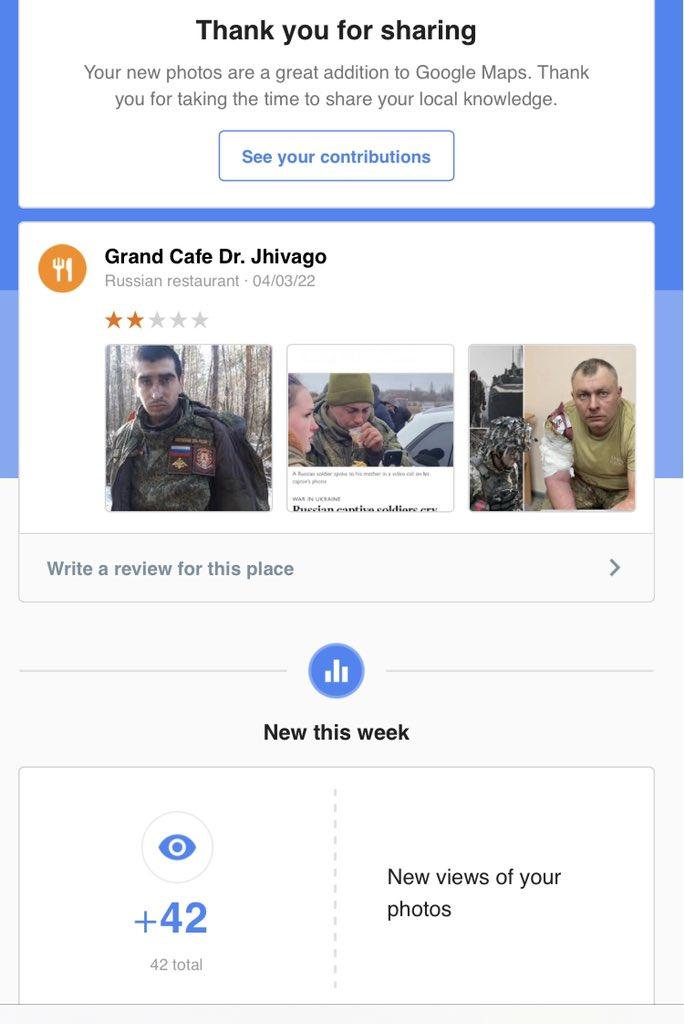 Thank you for sharing
Your new photos are a great addition to Google Maps. Thank
you for taking the time to share your local knowledge.
See your contributions
Grand Cafe Dr. Jhivago
Russian restaurant · 04/03/22
A Russian soldier spoke to his mother in a video call on his
captor's phone
WAR IN UKRAINE
Russian captive soldiers cry
Write a review for this place
New this week
+42
42 total
New views of your
photos